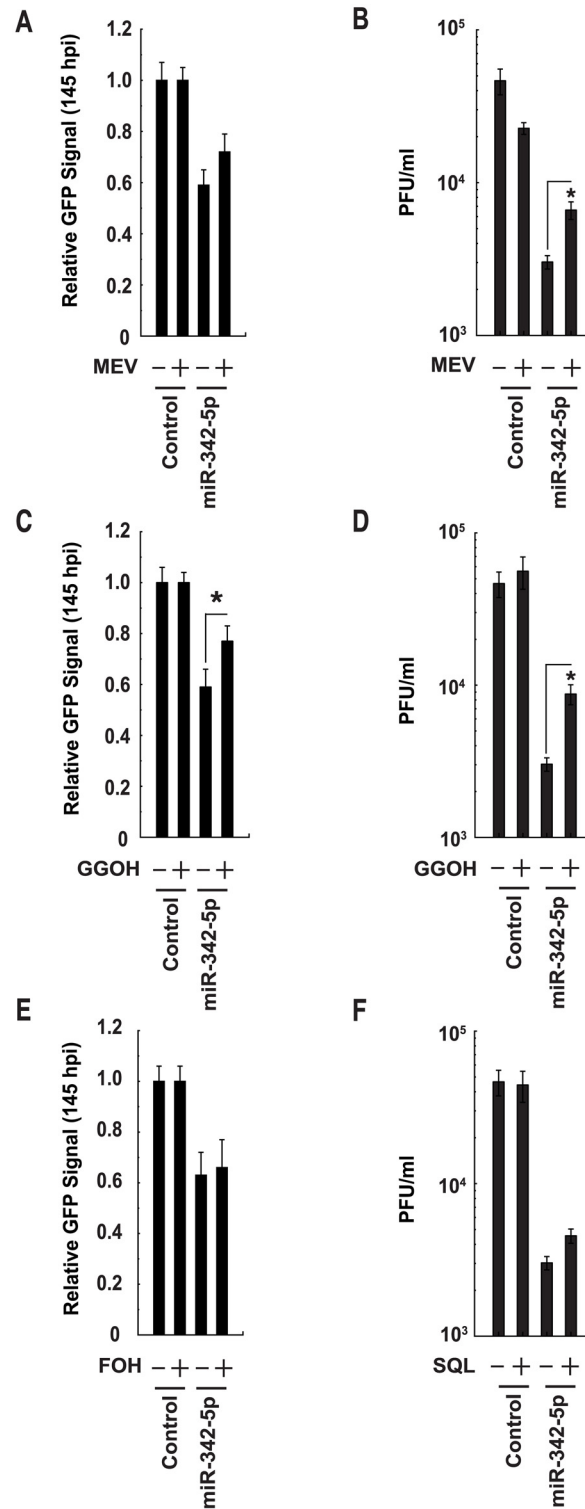 A
Relative GFP Signal (145 hpi)
1.2
1.0
0.8
0.6
0.4
0.2
0
MEV − + − +
Control
miR-342-5p
B
PFU/ml
10⁵
10⁴
10³
*
MEV − + − +
Control
miR-342-5p
C
Relative GFP Signal (145 hpi)
1.2
1.0
0.8
0.6
0.4
0.2
0
*
GGOH − + − +
Control
miR-342-5p
D
PFU/ml
10⁵
10⁴
10³
*
GGOH − + − +
Control
miR-342-5p
E
Relative GFP Signal (145 hpi)
1.2
1.0
0.8
0.6
0.4
0.2
0
FOH − + − +
Control
miR-342-5p
F
PFU/ml
10⁵
10⁴
10³
SQL − + − +
Control
miR-342-5p